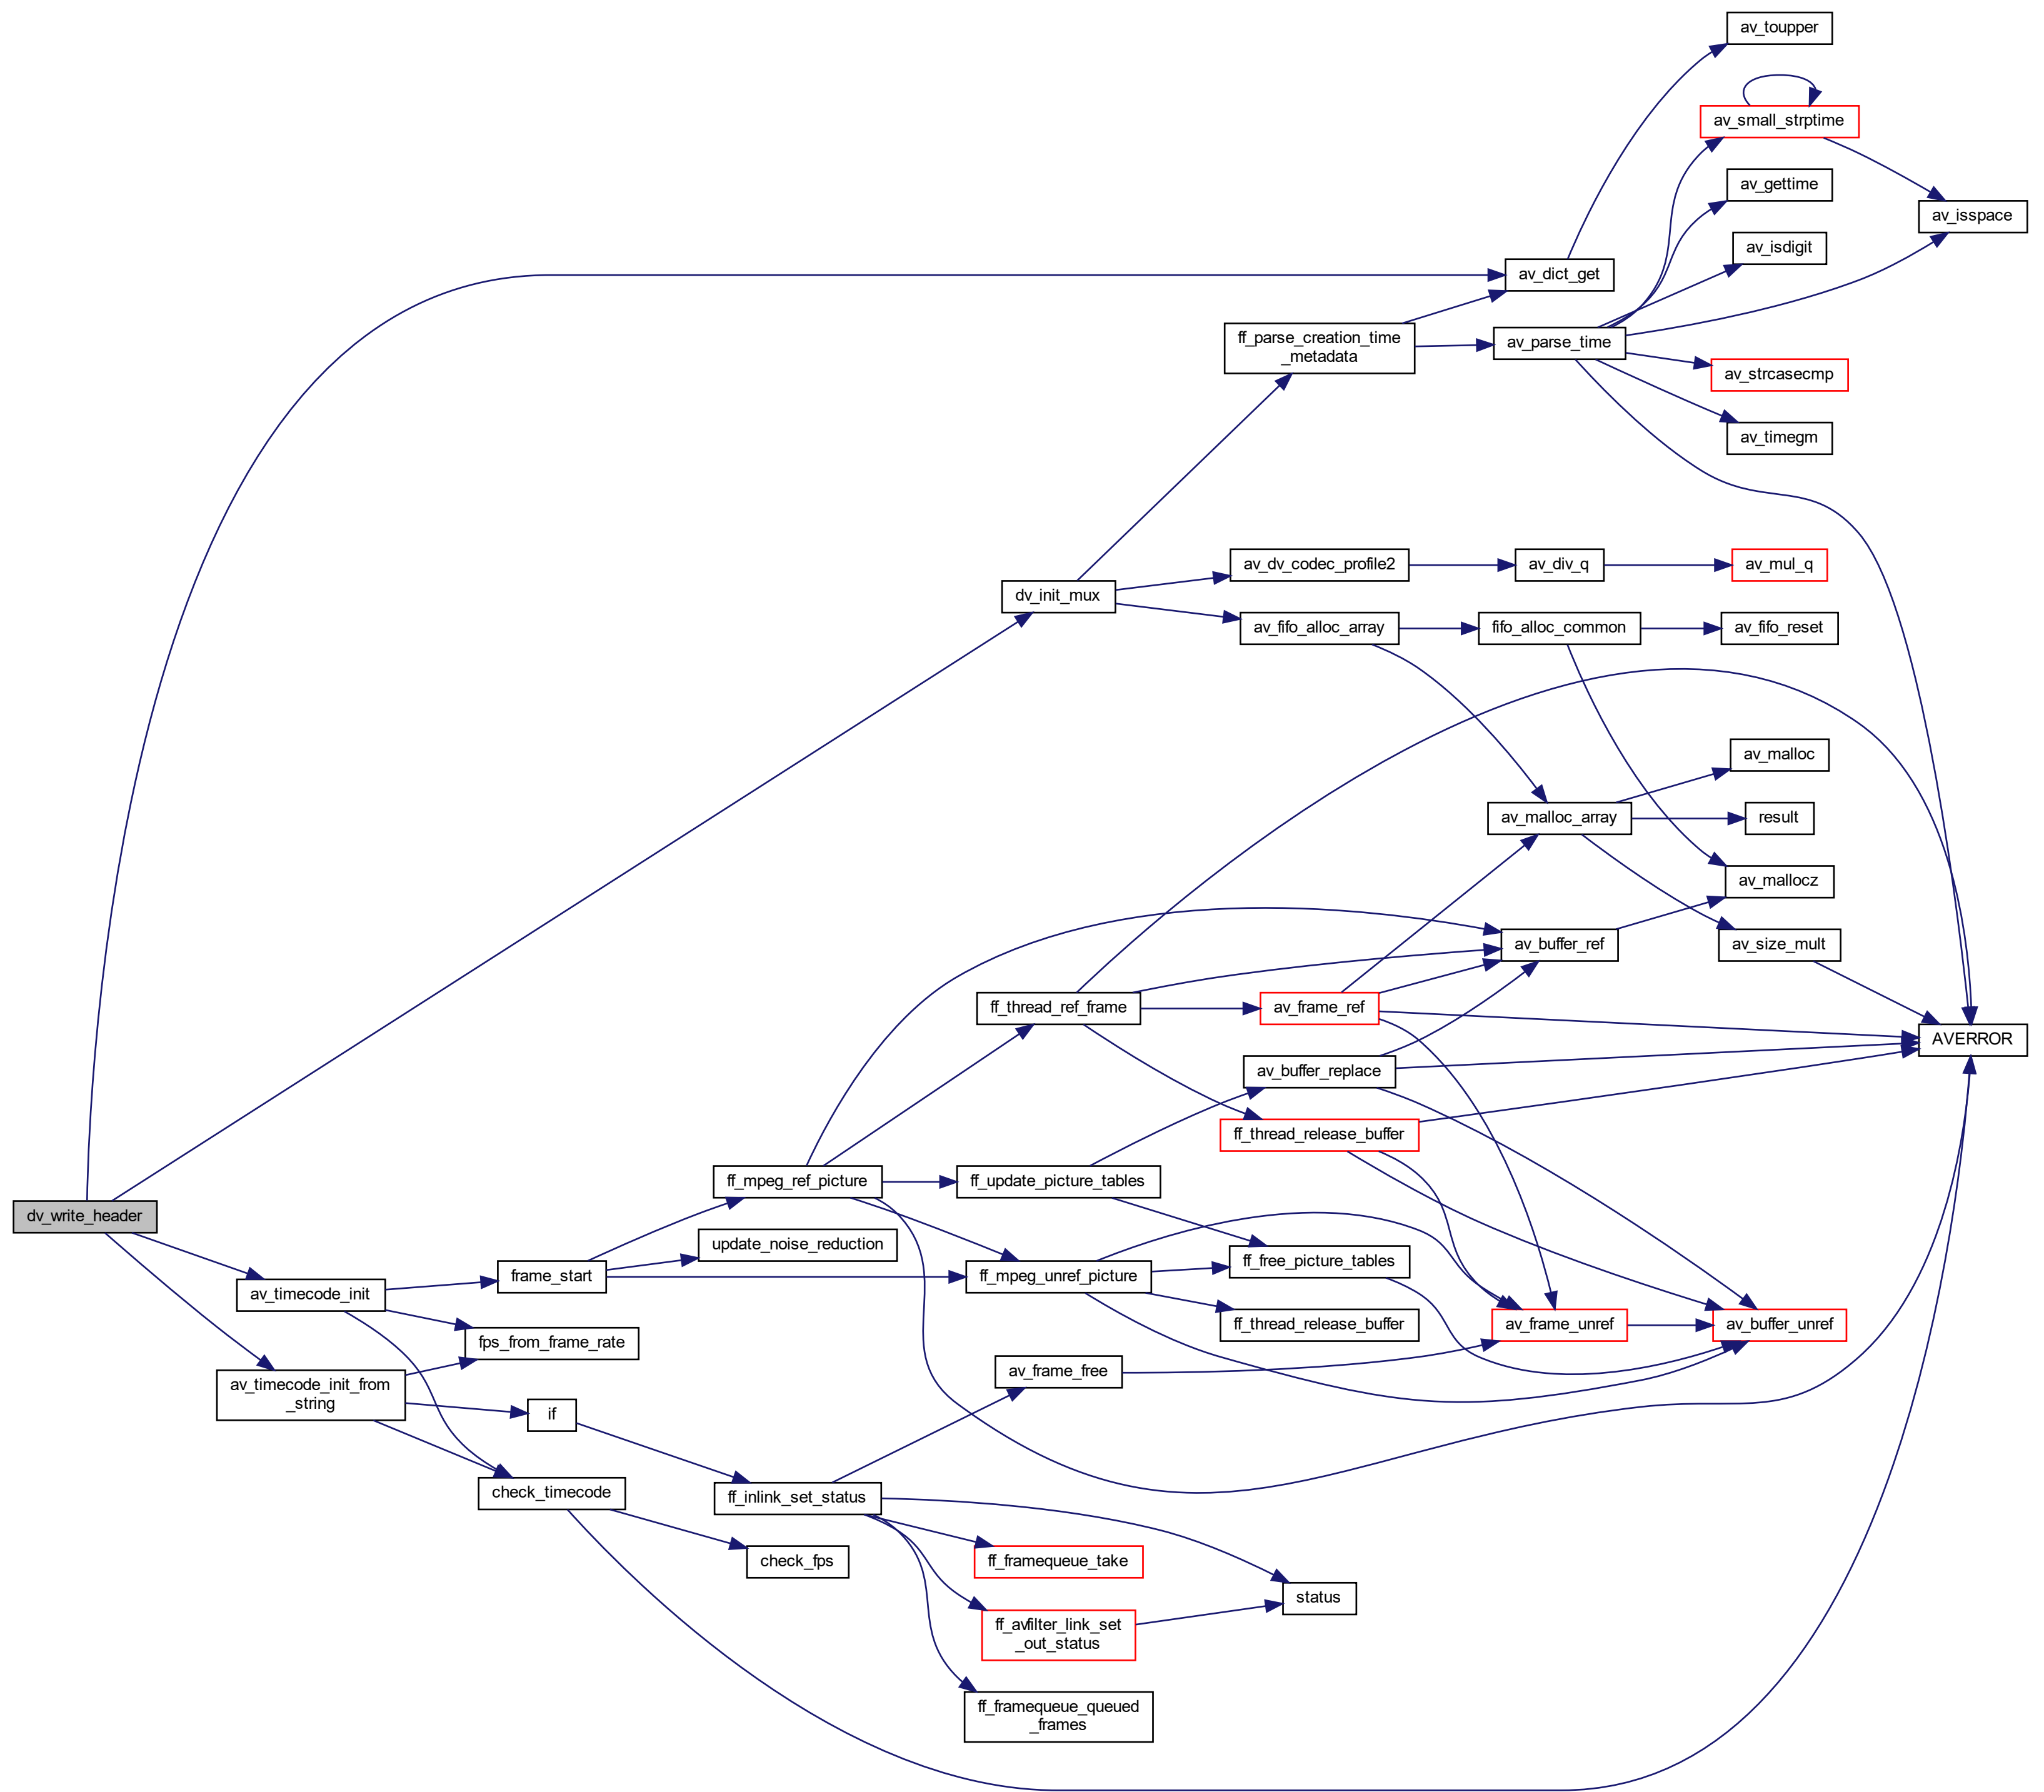 av_toupper
av_small_strptime
av_gettime
av_isspace
av_isdigit
av_dict_get
ff_parse_creation_time
_metadata
av_parse_time
av_strcasecmp
av_timegm
av_dv_codec_profile2
av_div_q
av_mul_q
dv_init_mux
av_fifo_alloc_array
fifo_alloc_common
av_fifo_reset
av_malloc
av_malloc_array
result
av_mallocz
av_buffer_ref
av_size_mult
ff_thread_ref_frame
av_frame_ref
AVERROR
av_buffer_replace
ff_thread_release_buffer
ff_mpeg_ref_picture
ff_update_picture_tables
dv_write_header
update_noise_reduction
ff_free_picture_tables
frame_start
ff_mpeg_unref_picture
av_timecode_init
ff_thread_release_buffer
av_frame_unref
av_buffer_unref
fps_from_frame_rate
av_frame_free
av_timecode_init_from
_string
if
check_timecode
ff_inlink_set_status
check_fps
ff_framequeue_take
status
ff_avfilter_link_set
_out_status
ff_framequeue_queued
_frames